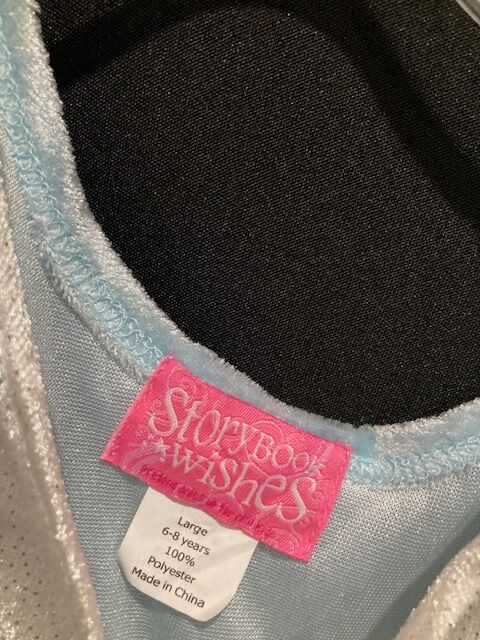 StoryBook
Wishes
Large
6-8 years
100%
Polyester
Made in China